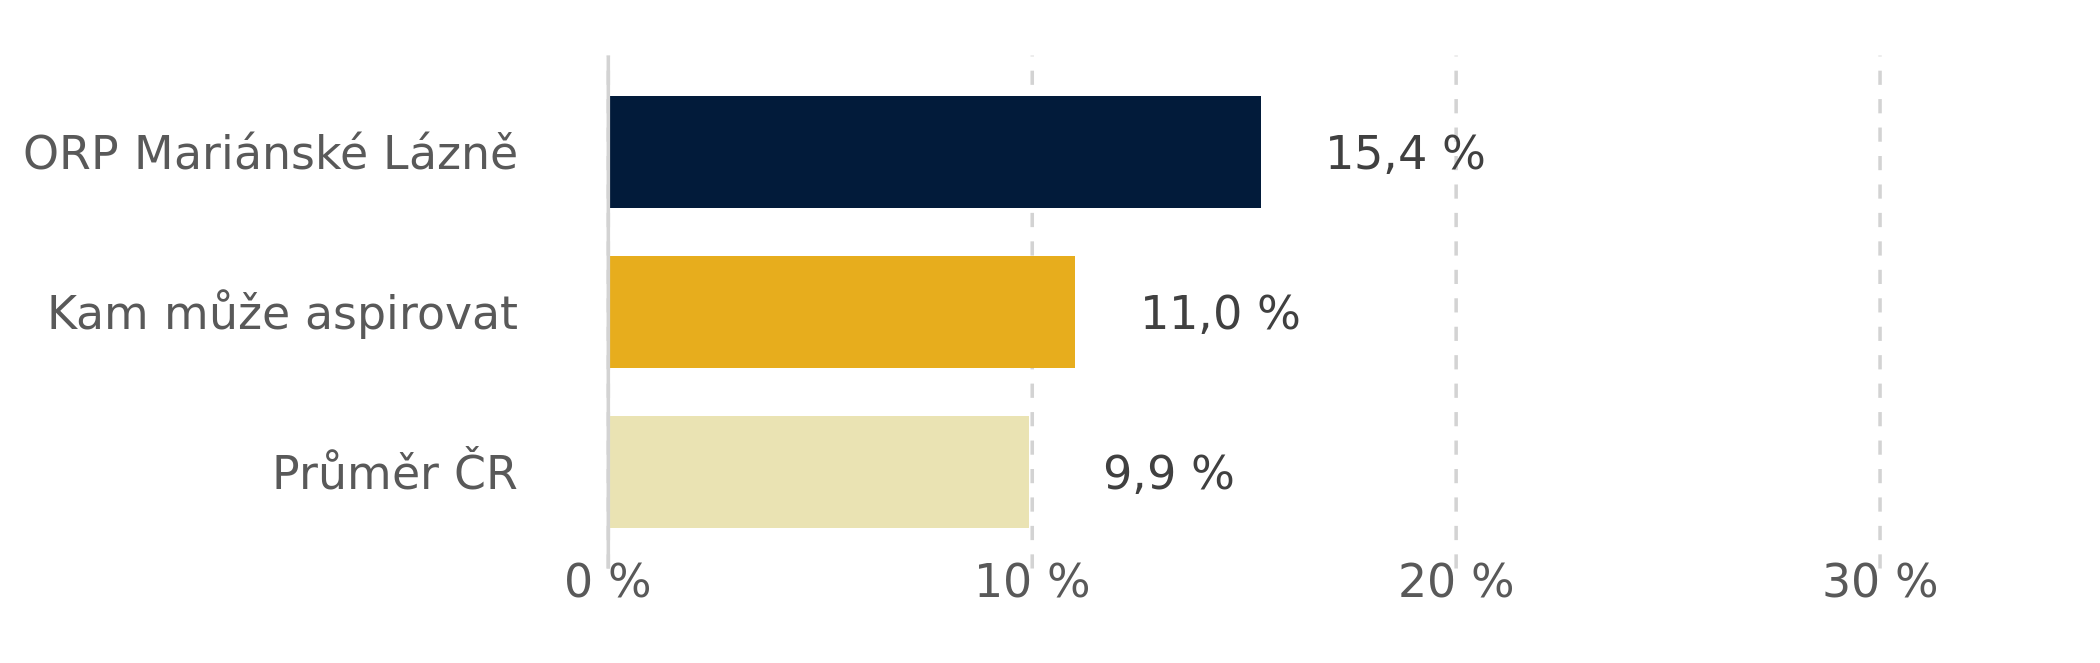 ORP Mariánské Lázně 15,4 %
Kam může aspirovat 11,0 %
Průměr ČR 9,9 %
0 % 10 % 20 % 30 %